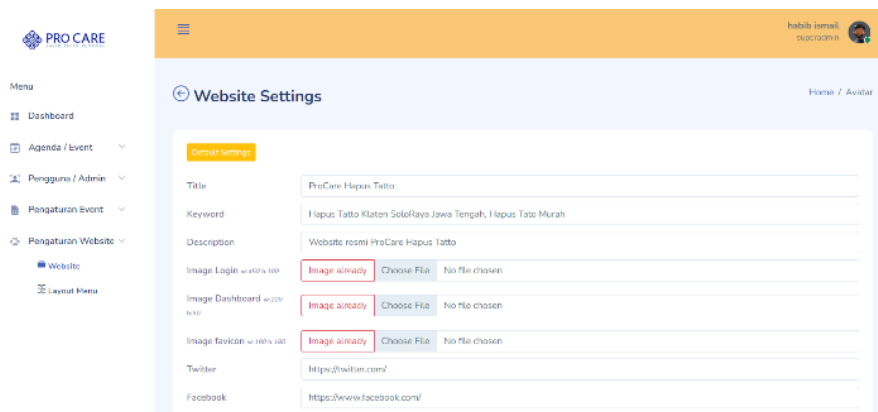 PRO CARE
habib ismail
superadmin
Menu
Dashboard
Agenda / Event
Pengguna / Admin
Pengaturan Event
Pengaturan Website
Website
Layout Menu
Website Settings
Home / Avatar
Default Settings
Title
ProCare Hapus Tatto
Keyword
Hapus Tatto Klaten SoloRaya Jawa Tengah, Hapus Tato Murah
Description
Website resmi ProCare Hapus Tatto
Image Login
Image already Choose File No file chosen
Image Dashboard
Image already Choose File No file chosen
Image favicon
Image already Choose File No file chosen
Twitter
https://twitter.com/
Facebook
https://www.facebook.com/